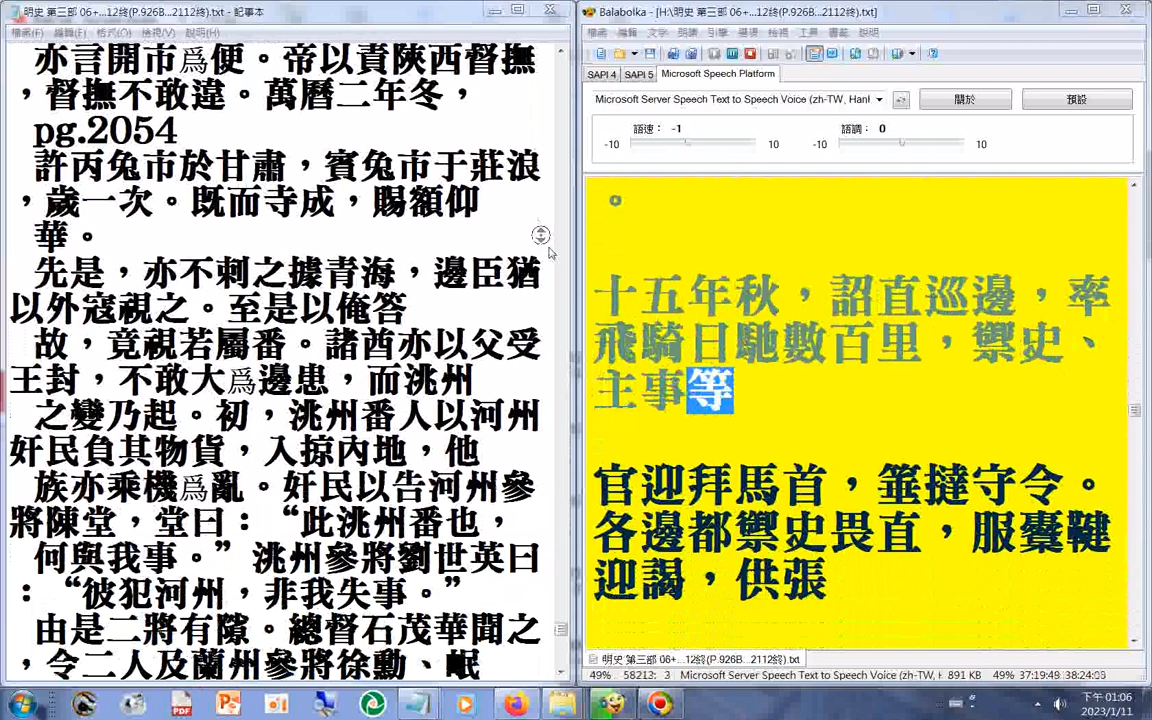 明史 第三部 06+...12终(P.926B...2112终).txt - 記事本
檔案(F) 編輯(E) 格式(O) 檢視(V) 說明(H)
亦言開市爲便。帝以責陝西督撫
，督撫不敢違。萬曆二年冬，
pg.2054
許丙兔市於甘肅，賓兔市于莊浪
，歲一次。既而寺成，賜額仰
華。
先是，亦不剌之據青海，邊臣猶
以外寇視之。至是以俺答
故，竟視若屬番。諸酋亦以父受
王封，不敢大爲邊患，而洮州
之變乃起。初，洮州番人以河州
奸民負其物貨，入掠內地，他
族亦乘機爲亂。奸民以告河州參
將陳堂，堂曰：“此洮州番也，
何與我事。”洮州參將劉世英曰
：“彼犯河州，非我失事。”
由是二將有隙。總督石茂華聞之
，令二人及蘭州參將徐勳、岷
Balabolka - [H:\明史 第三部 06+...12终(P.926B...2112终).txt]
檔案 編輯 文字 朗讀 引擎 選項 檢視 工具 書籤 說明
SAPI 4 SAPI 5 Microsoft Speech Platform
Microsoft Server Speech Text to Speech Voice (zh-TW, HanH
關於 預設
語速： -1 語調： 0
-10 10 -10 10
。
十五年秋，詔直巡邊，率
飛騎日馳數百里，禦史、
主事等
官迎拜馬首，箠撻守令。
各邊都禦史畏直，服櫜鞬
迎謁，供張
明史 第三部 06+...12终(P.926B...2112终).txt
49% 58213: 3 Microsoft Server Speech Text to Speech Voice (zh-TW, H 891 KB 49% 37:19:49
下午 01:06
2023/1/11